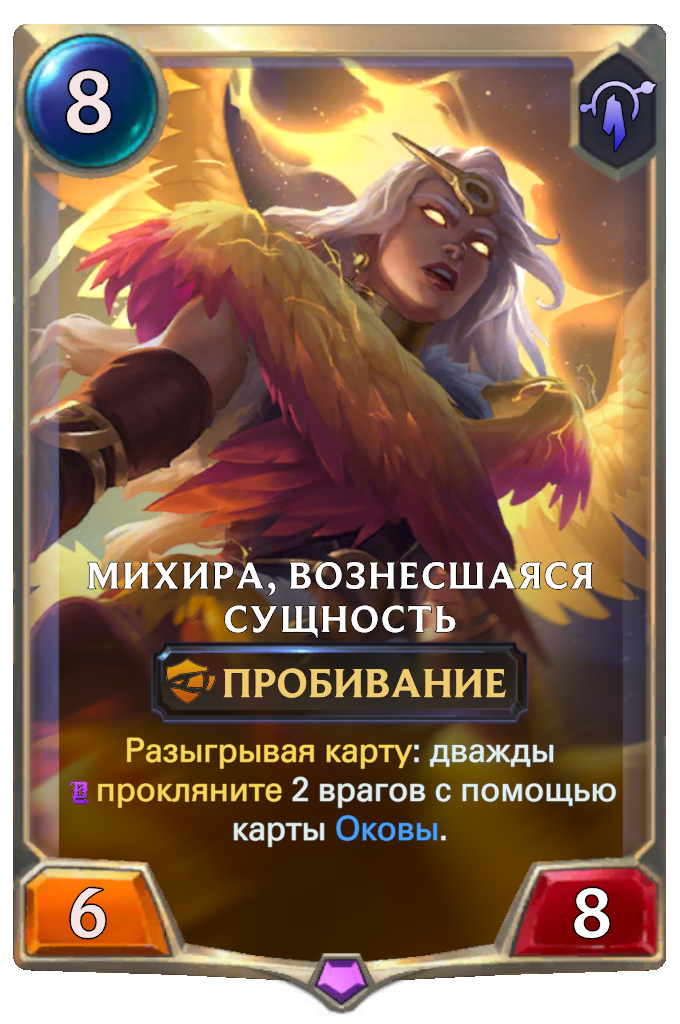 8
МИХИРА, ВОЗНЕСШАЯСЯ
СУЩНОСТЬ
ПРОБИВАНИЕ
Разыгрывая карту: дважды
прокляните 2 врагов с помощью
карты Оковы.
6
8